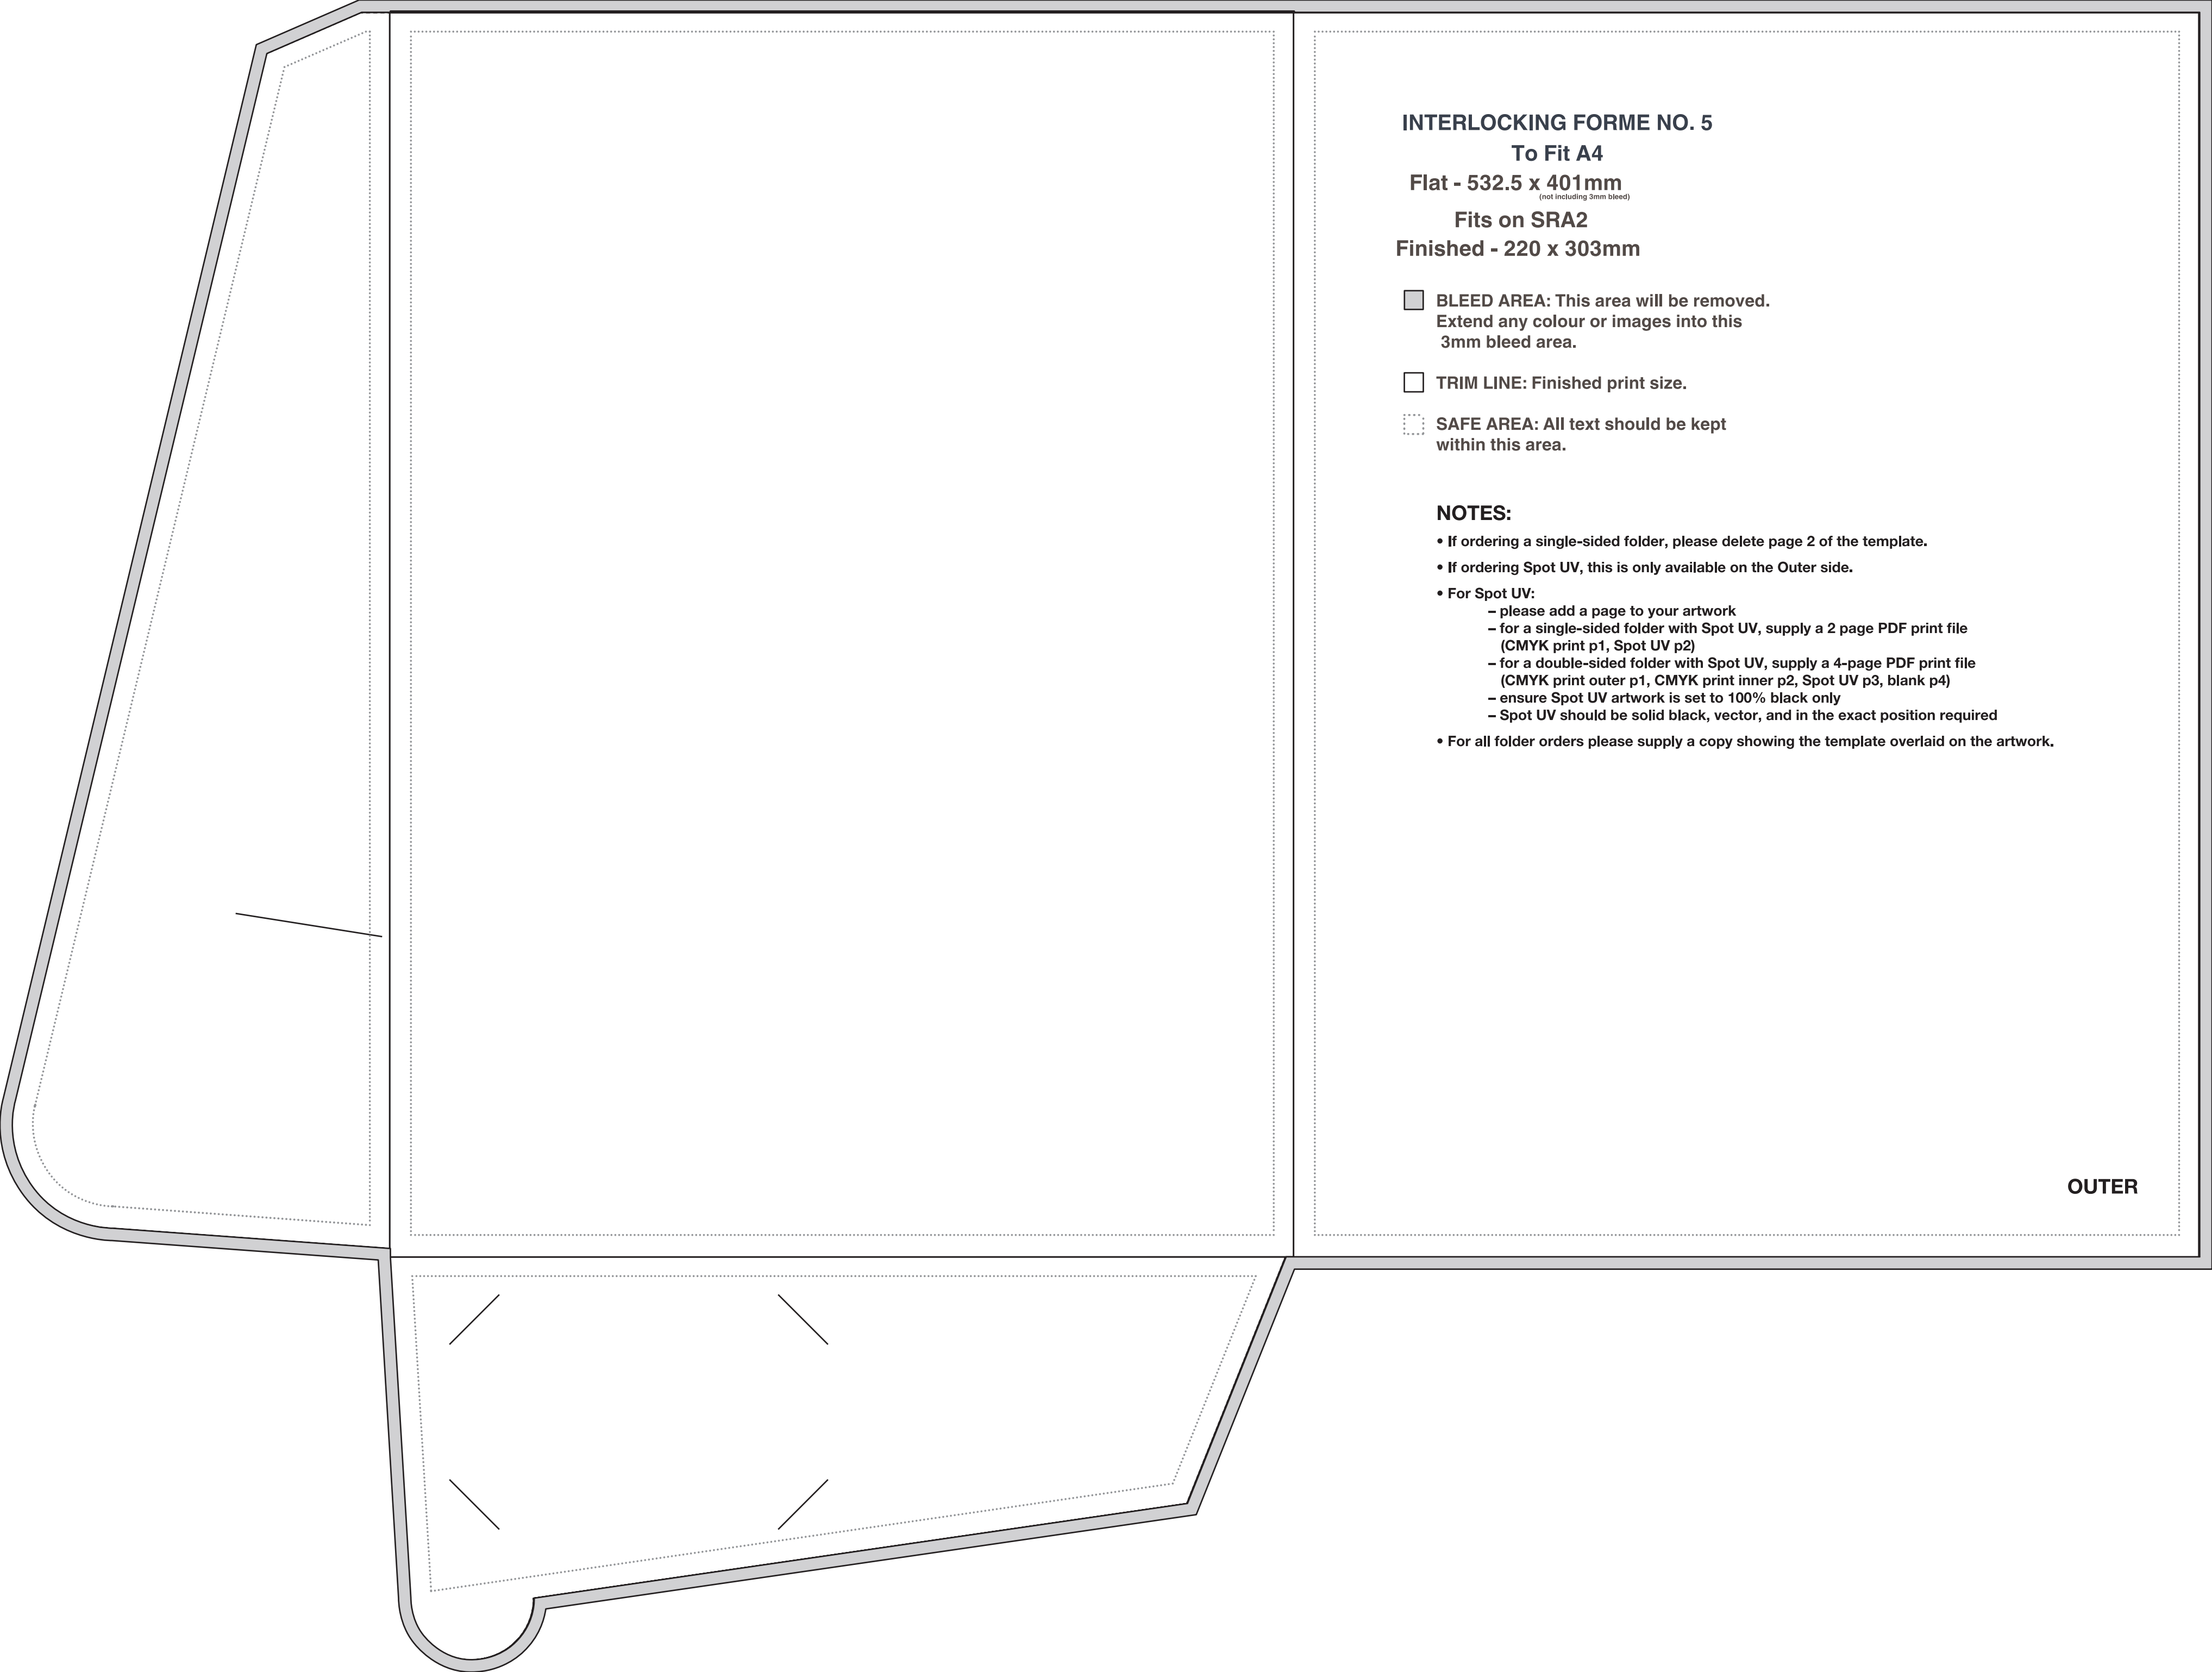 INTERLOCKING FORME NO. 5
To Fit A4
Flat - 532.5 x 401mm
(not including 3mm bleed)
Fits on SRA2
Finished - 220 x 303mm
BLEED AREA: This area will be removed.
Extend any colour or images into this
3mm bleed area.
TRIM LINE: Finished print size.
SAFE AREA: All text should be kept
within this area.
NOTES:
• If ordering a single-sided folder, please delete page 2 of the template.
• If ordering Spot UV, this is only available on the Outer side.
• For Spot UV:
– please add a page to your artwork
– for a single-sided folder with Spot UV, supply a 2 page PDF print file
(CMYK print p1, Spot UV p2)
– for a double-sided folder with Spot UV, supply a 4-page PDF print file
(CMYK print outer p1, CMYK print inner p2, Spot UV p3, blank p4)
– ensure Spot UV artwork is set to 100% black only
– Spot UV should be solid black, vector, and in the exact position required
• For all folder orders please supply a copy showing the template overlaid on the artwork.
OUTER